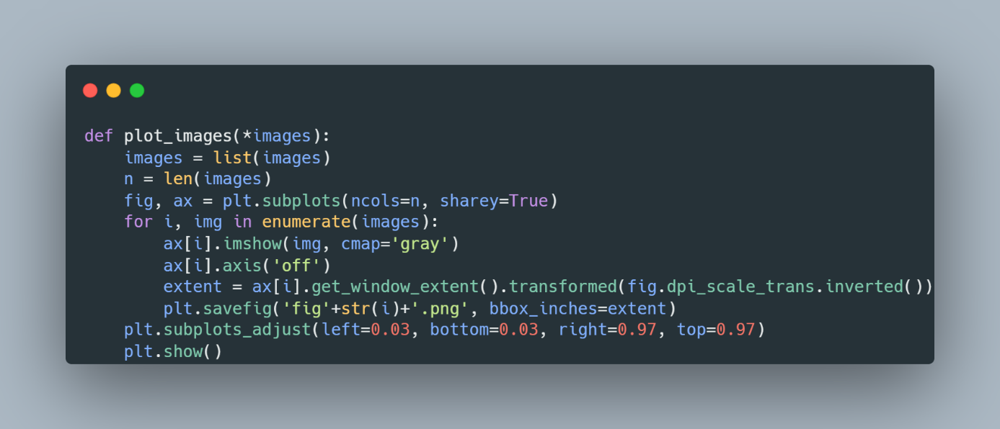 def plot_images(*images):
    images = list(images)
    n = len(images)
    fig, ax = plt.subplots(ncols=n, sharey=True)
    for i, img in enumerate(images):
        ax[i].imshow(img, cmap='gray')
        ax[i].axis('off')
        extent = ax[i].get_window_extent().transformed(fig.dpi_scale_trans.inverted())
        plt.savefig('fig'+str(i)+'.png', bbox_inches=extent)
    plt.subplots_adjust(left=0.03, bottom=0.03, right=0.97, top=0.97)
    plt.show()